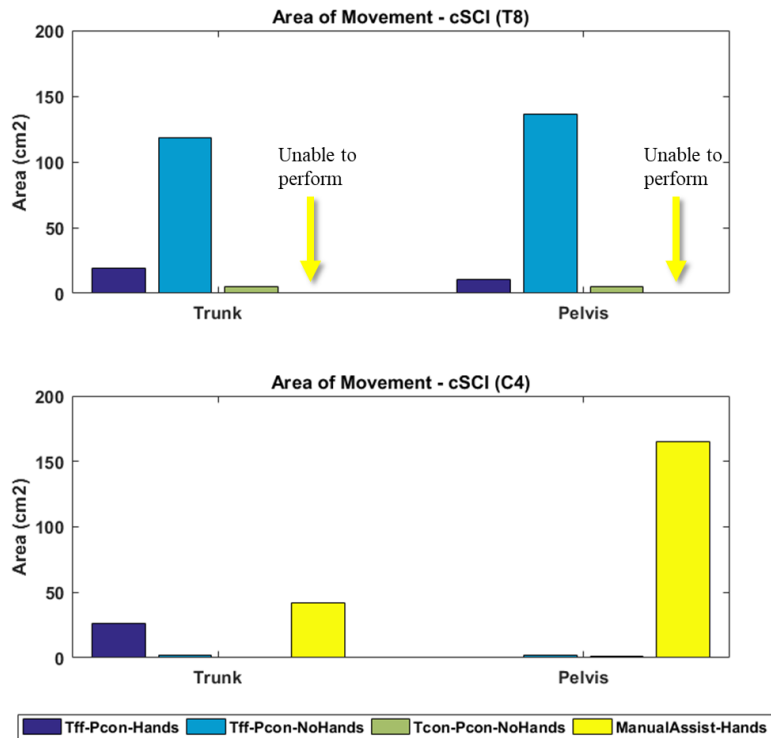 Area of Movement - cSCI (T8)
200
150
100
50
0
Area (cm2)
Unable to
perform
Unable to
perform
Trunk
Pelvis
Area of Movement - cSCI (C4)
200
150
100
50
0
Area (cm2)
Trunk
Pelvis
Tff-Pcon-Hands Tff-Pcon-NoHands Tcon-Pcon-NoHands ManualAssist-Hands